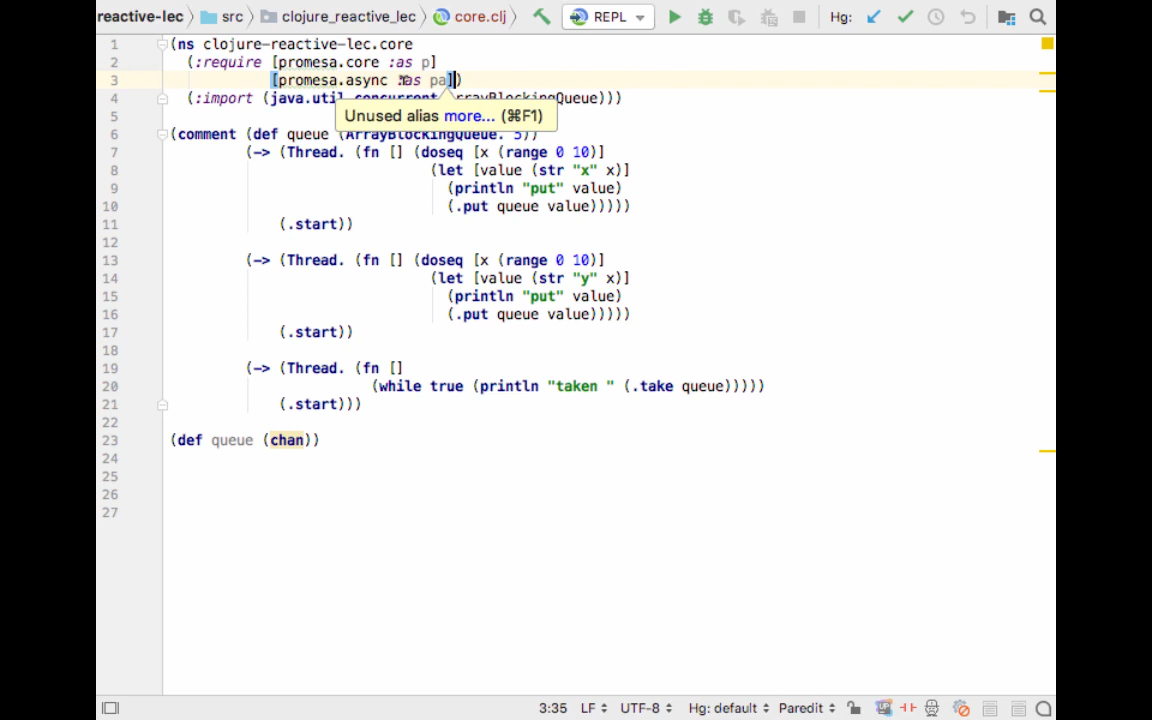 reactive-lec src clojure_reactive_lec core.clj REPL Hg:
1 (ns clojure-reactive-lec.core
2 (:require [promesa.core :as p]
3 [promesa.async :as pa])
4 (:import (java.util.concurrent ArrayBlockingQueue)))
Unused alias more... (⌘F1)
5
6 (comment (def queue (ArrayBlockingQueue. 5))
7 (-> (Thread. (fn [] (doseq [x (range 0 10)]
8 (let [value (str "x" x)]
9 (println "put" value)
10 (.put queue value)))))
11 (.start))
12
13 (-> (Thread. (fn [] (doseq [x (range 0 10)]
14 (let [value (str "y" x)]
15 (println "put" value)
16 (.put queue value)))))
17 (.start))
18
19 (-> (Thread. (fn []
20 (while true (println "taken " (.take queue)))))
21 (.start)))
22
23 (def queue (chan))
24
25
26
27
3:35 LF UTF-8 Hg: default Paredit